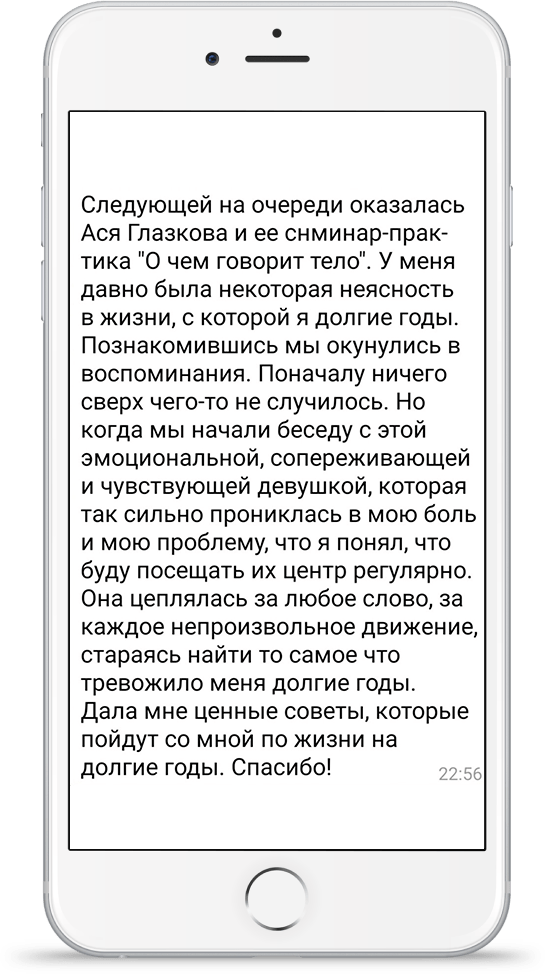 Следующей на очереди оказалась
Ася Глазкова и ее снминар-прак-
тика "О чем говорит тело". У меня
давно была некоторая неясность
в жизни, с которой я долгие годы.
Познакомившись мы окунулись в
воспоминания. Поначалу ничего
сверх чего-то не случилось. Но
когда мы начали беседу с этой
эмоциональной, сопереживающей
и чувствующей девушкой, которая
так сильно прониклась в мою боль
и мою проблему, что я понял, что
буду посещать их центр регулярно.
Она цеплялась за любое слово, за
каждое непроизвольное движение,
стараясь найти то самое что
тревожило меня долгие годы.
Дала мне ценные советы, которые
пойдут со мной по жизни на
долгие годы. Спасибо!
22:56